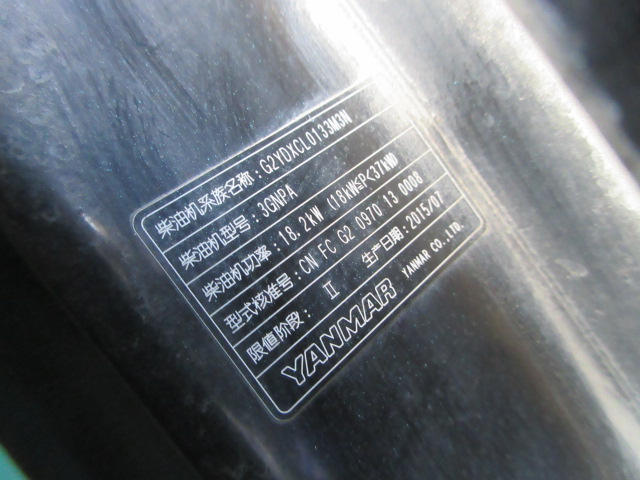 柴油机系族名称: G2YDXCL0133M3N
柴油机型号: 3GNPA
柴油机功率: 18.2kW (18kW≤P<37kW)
型式核准号: CN FC G2 0970 13 0008
限值阶段: II 生产日期: 2015/07
YANMAR YANMAR CO.,LTD.